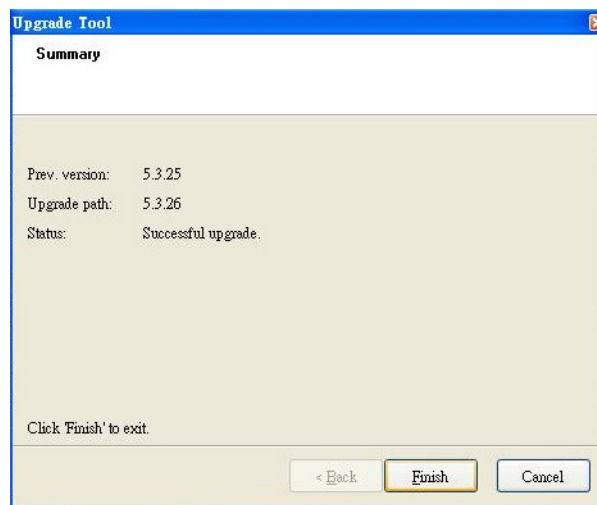 Upgrade Tool
Summary
Prev. version: 5.3.25
Upgrade path: 5.3.26
Status: Successful upgrade.
Click 'Finish' to exit.
< Back Finish Cancel